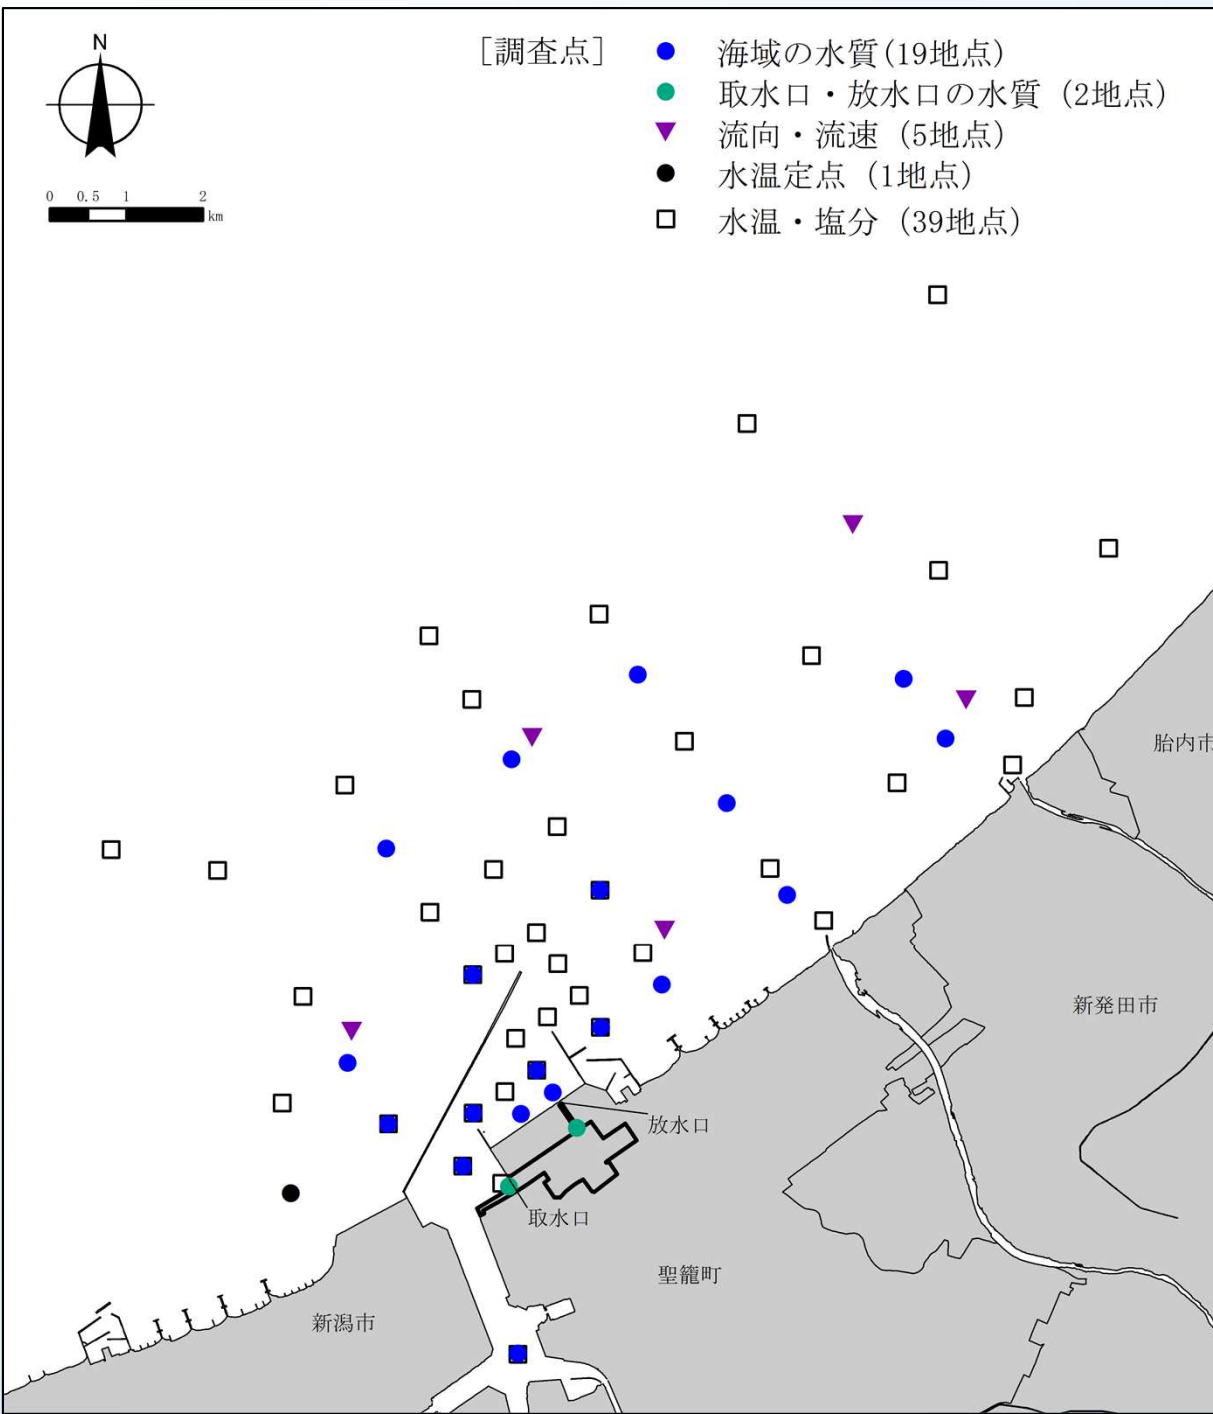 N
0 0.5 1 2
km
[調査点]
海域の水質(19地点)
取水口・放水口の水質 (2地点)
流向・流速 (5地点)
水温定点 (1地点)
水温・塩分 (39地点)
胎内市
新発田市
放水口
取水口
聖籠町
新潟市